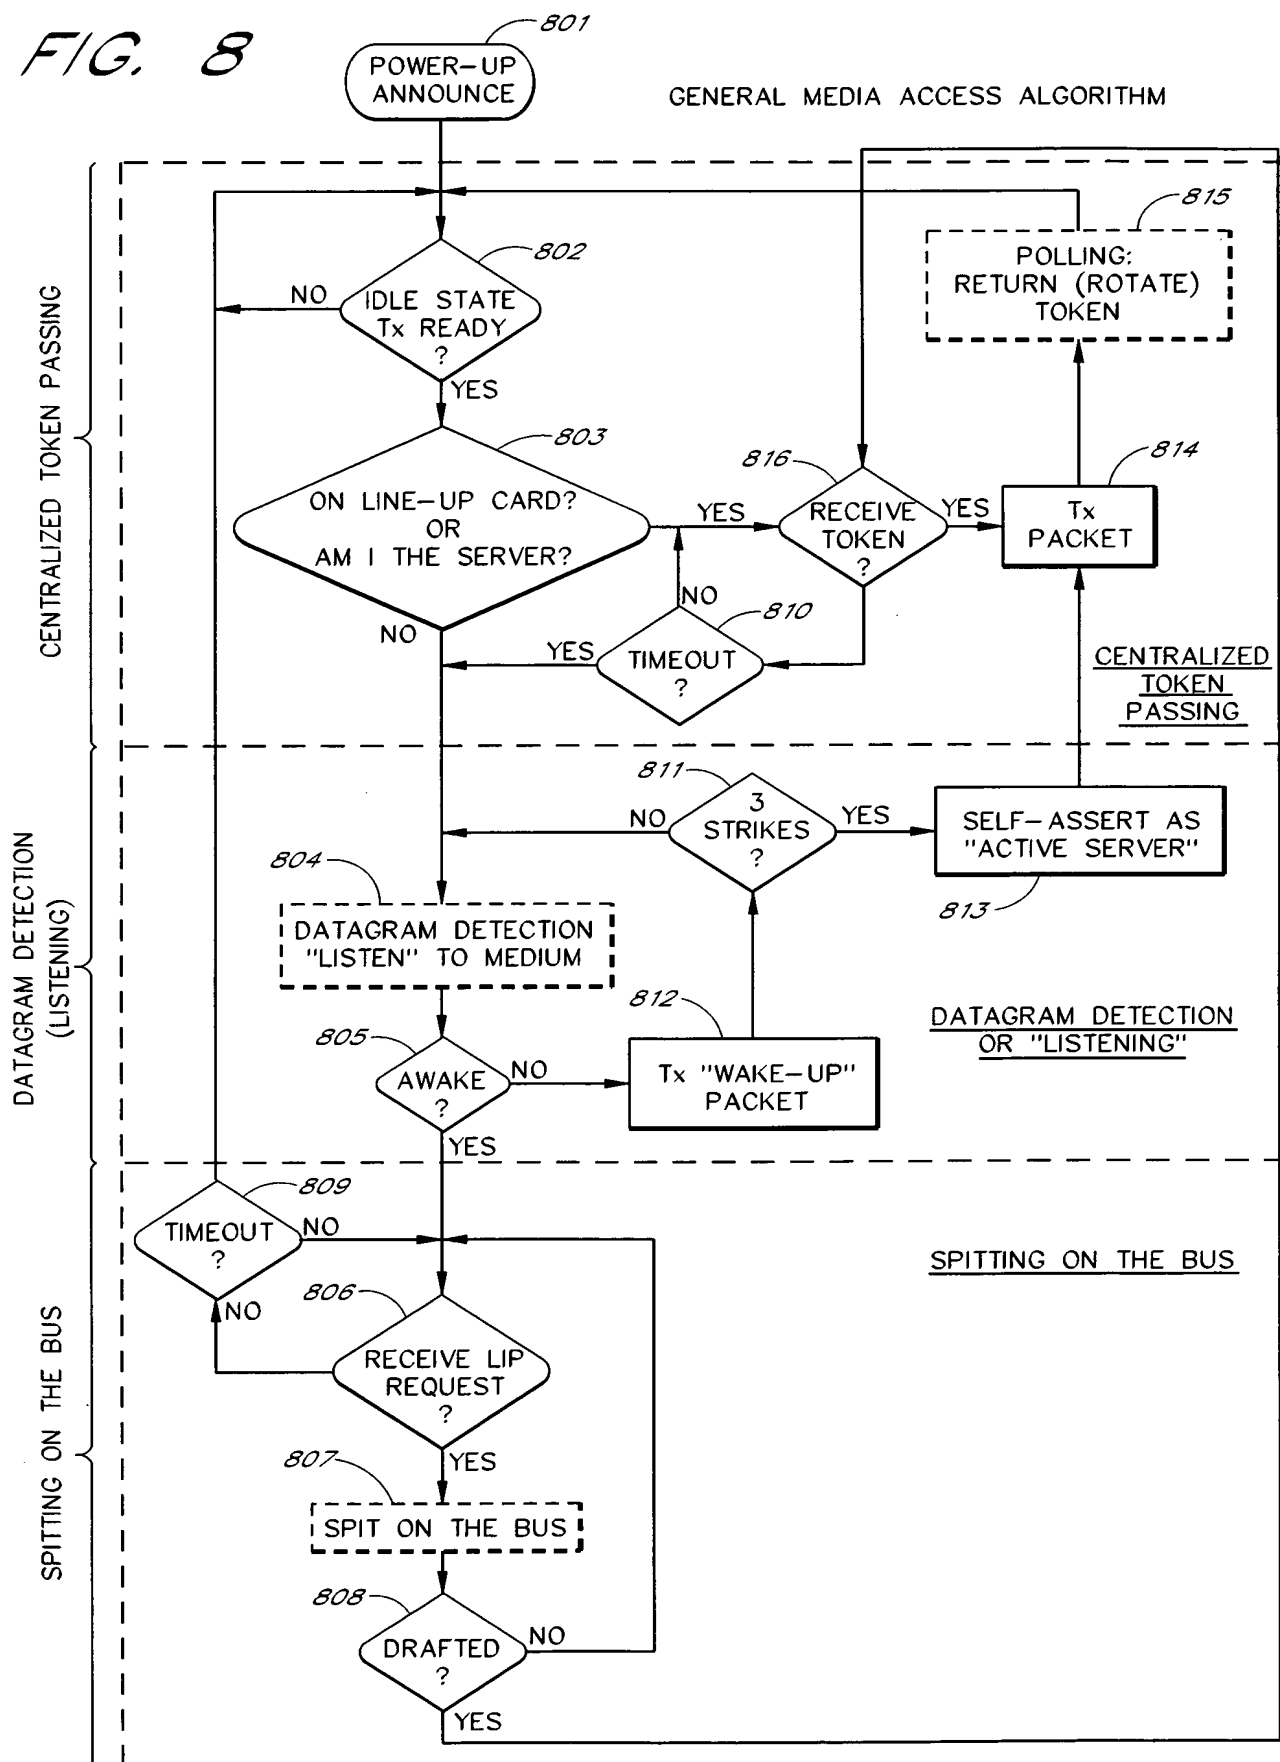 FIG. 8
801
POWER-UP
ANNOUNCE
GENERAL MEDIA ACCESS ALGORITHM
CENTRALIZED TOKEN PASSING
802
IDLE STATE
Tx READY
?
NO
YES
815
POLLING:
RETURN (ROTATE)
TOKEN
803
ON LINE-UP CARD?
OR
AM I THE SERVER?
YES
NO
816
RECEIVE
TOKEN
?
YES
814
Tx
PACKET
810
TIMEOUT
?
NO
YES
CENTRALIZED
TOKEN
PASSING
DATAGRAM DETECTION
(LISTENING)
811
3
STRIKES
?
NO
YES
SELF-ASSERT AS
"ACTIVE SERVER"
813
804
DATAGRAM DETECTION
"LISTEN" TO MEDIUM
805
AWAKE
?
NO
YES
812
Tx "WAKE-UP"
PACKET
DATAGRAM DETECTION
OR "LISTENING"
SPITTING ON THE BUS
809
TIMEOUT
?
NO
NO
SPITTING ON THE BUS
806
RECEIVE LIP
REQUEST
?
YES
807
SPIT ON THE BUS
808
DRAFTED
?
NO
YES